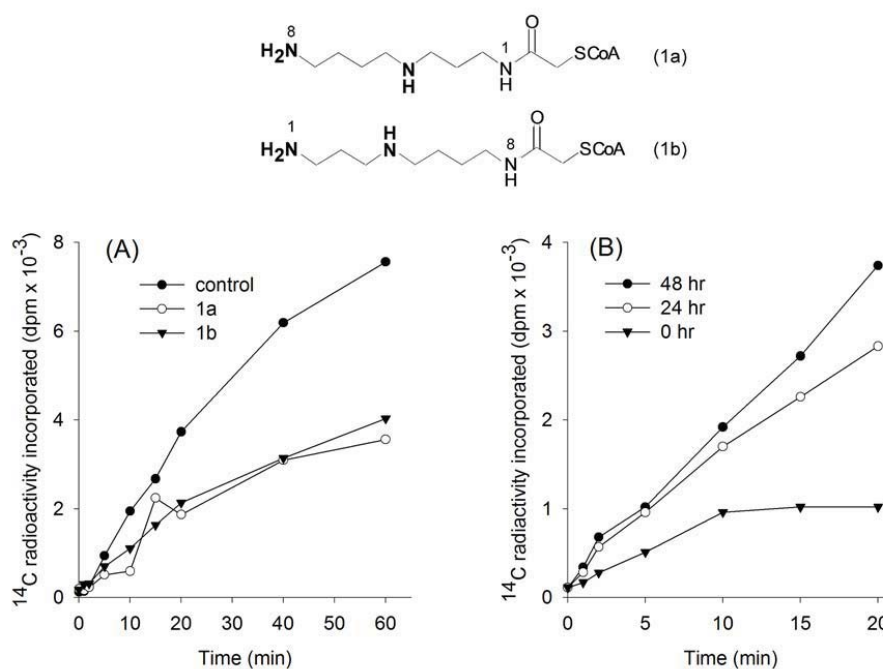 8
H2N
N
H
1
N
H
O
SCoA
(1a)
1
H2N
H
N
8
N
H
O
SCoA
(1b)
(A)
control
1a
1b
14C radioactivity incorporated (dpm x 10-3)
8
6
4
2
0
0 10 20 30 40 50 60
Time (min)
(B)
48 hr
24 hr
0 hr
14C radiactivity incorporated (dpm x 10-3)
4
3
2
1
0
0 5 10 15 20
Time (min)